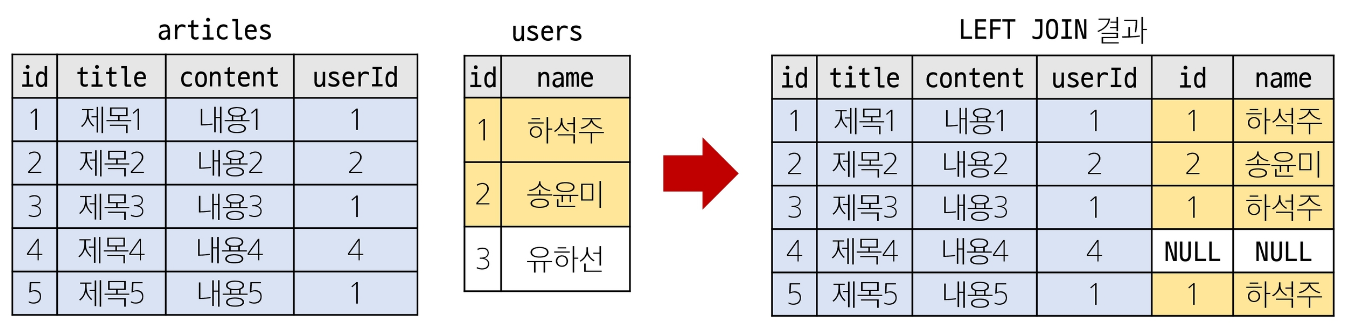 articles
id title content userId
1 제목1 내용1 1
2 제목2 내용2 2
3 제목3 내용3 1
4 제목4 내용4 4
5 제목5 내용5 1
users
id name
1 하석주
2 송윤미
3 유하선
LEFT JOIN 결과
id title content userId id name
1 제목1 내용1 1 1 하석주
2 제목2 내용2 2 2 송윤미
3 제목3 내용3 1 1 하석주
4 제목4 내용4 4 NULL NULL
5 제목5 내용5 1 1 하석주